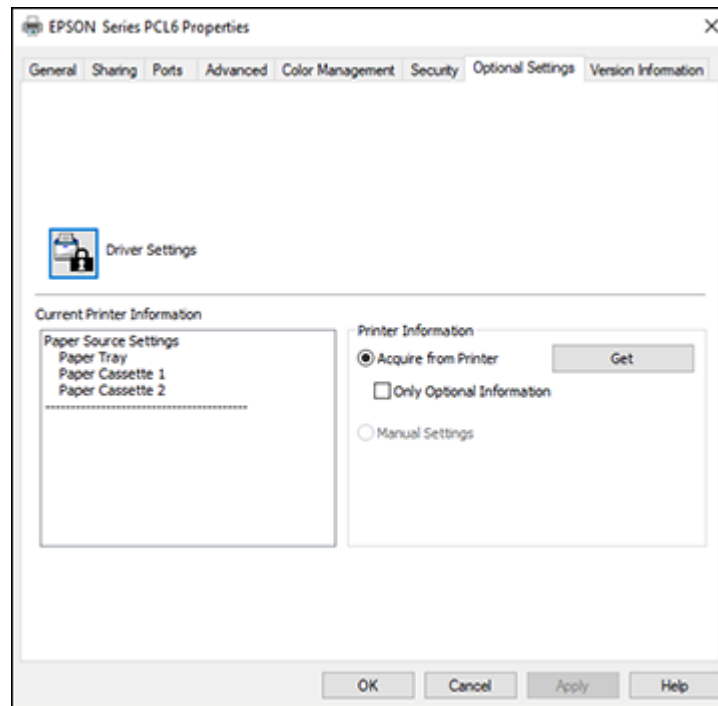 EPSON Series PCL6 Properties
General Sharing Ports Advanced Color Management Security Optional Settings Version Information
Driver Settings
Current Printer Information
Paper Source Settings
Paper Tray
Paper Cassette 1
Paper Cassette 2
----------------------------------------
Printer Information
Acquire from Printer Get
Only Optional Information
Manual Settings
OK Cancel Apply Help